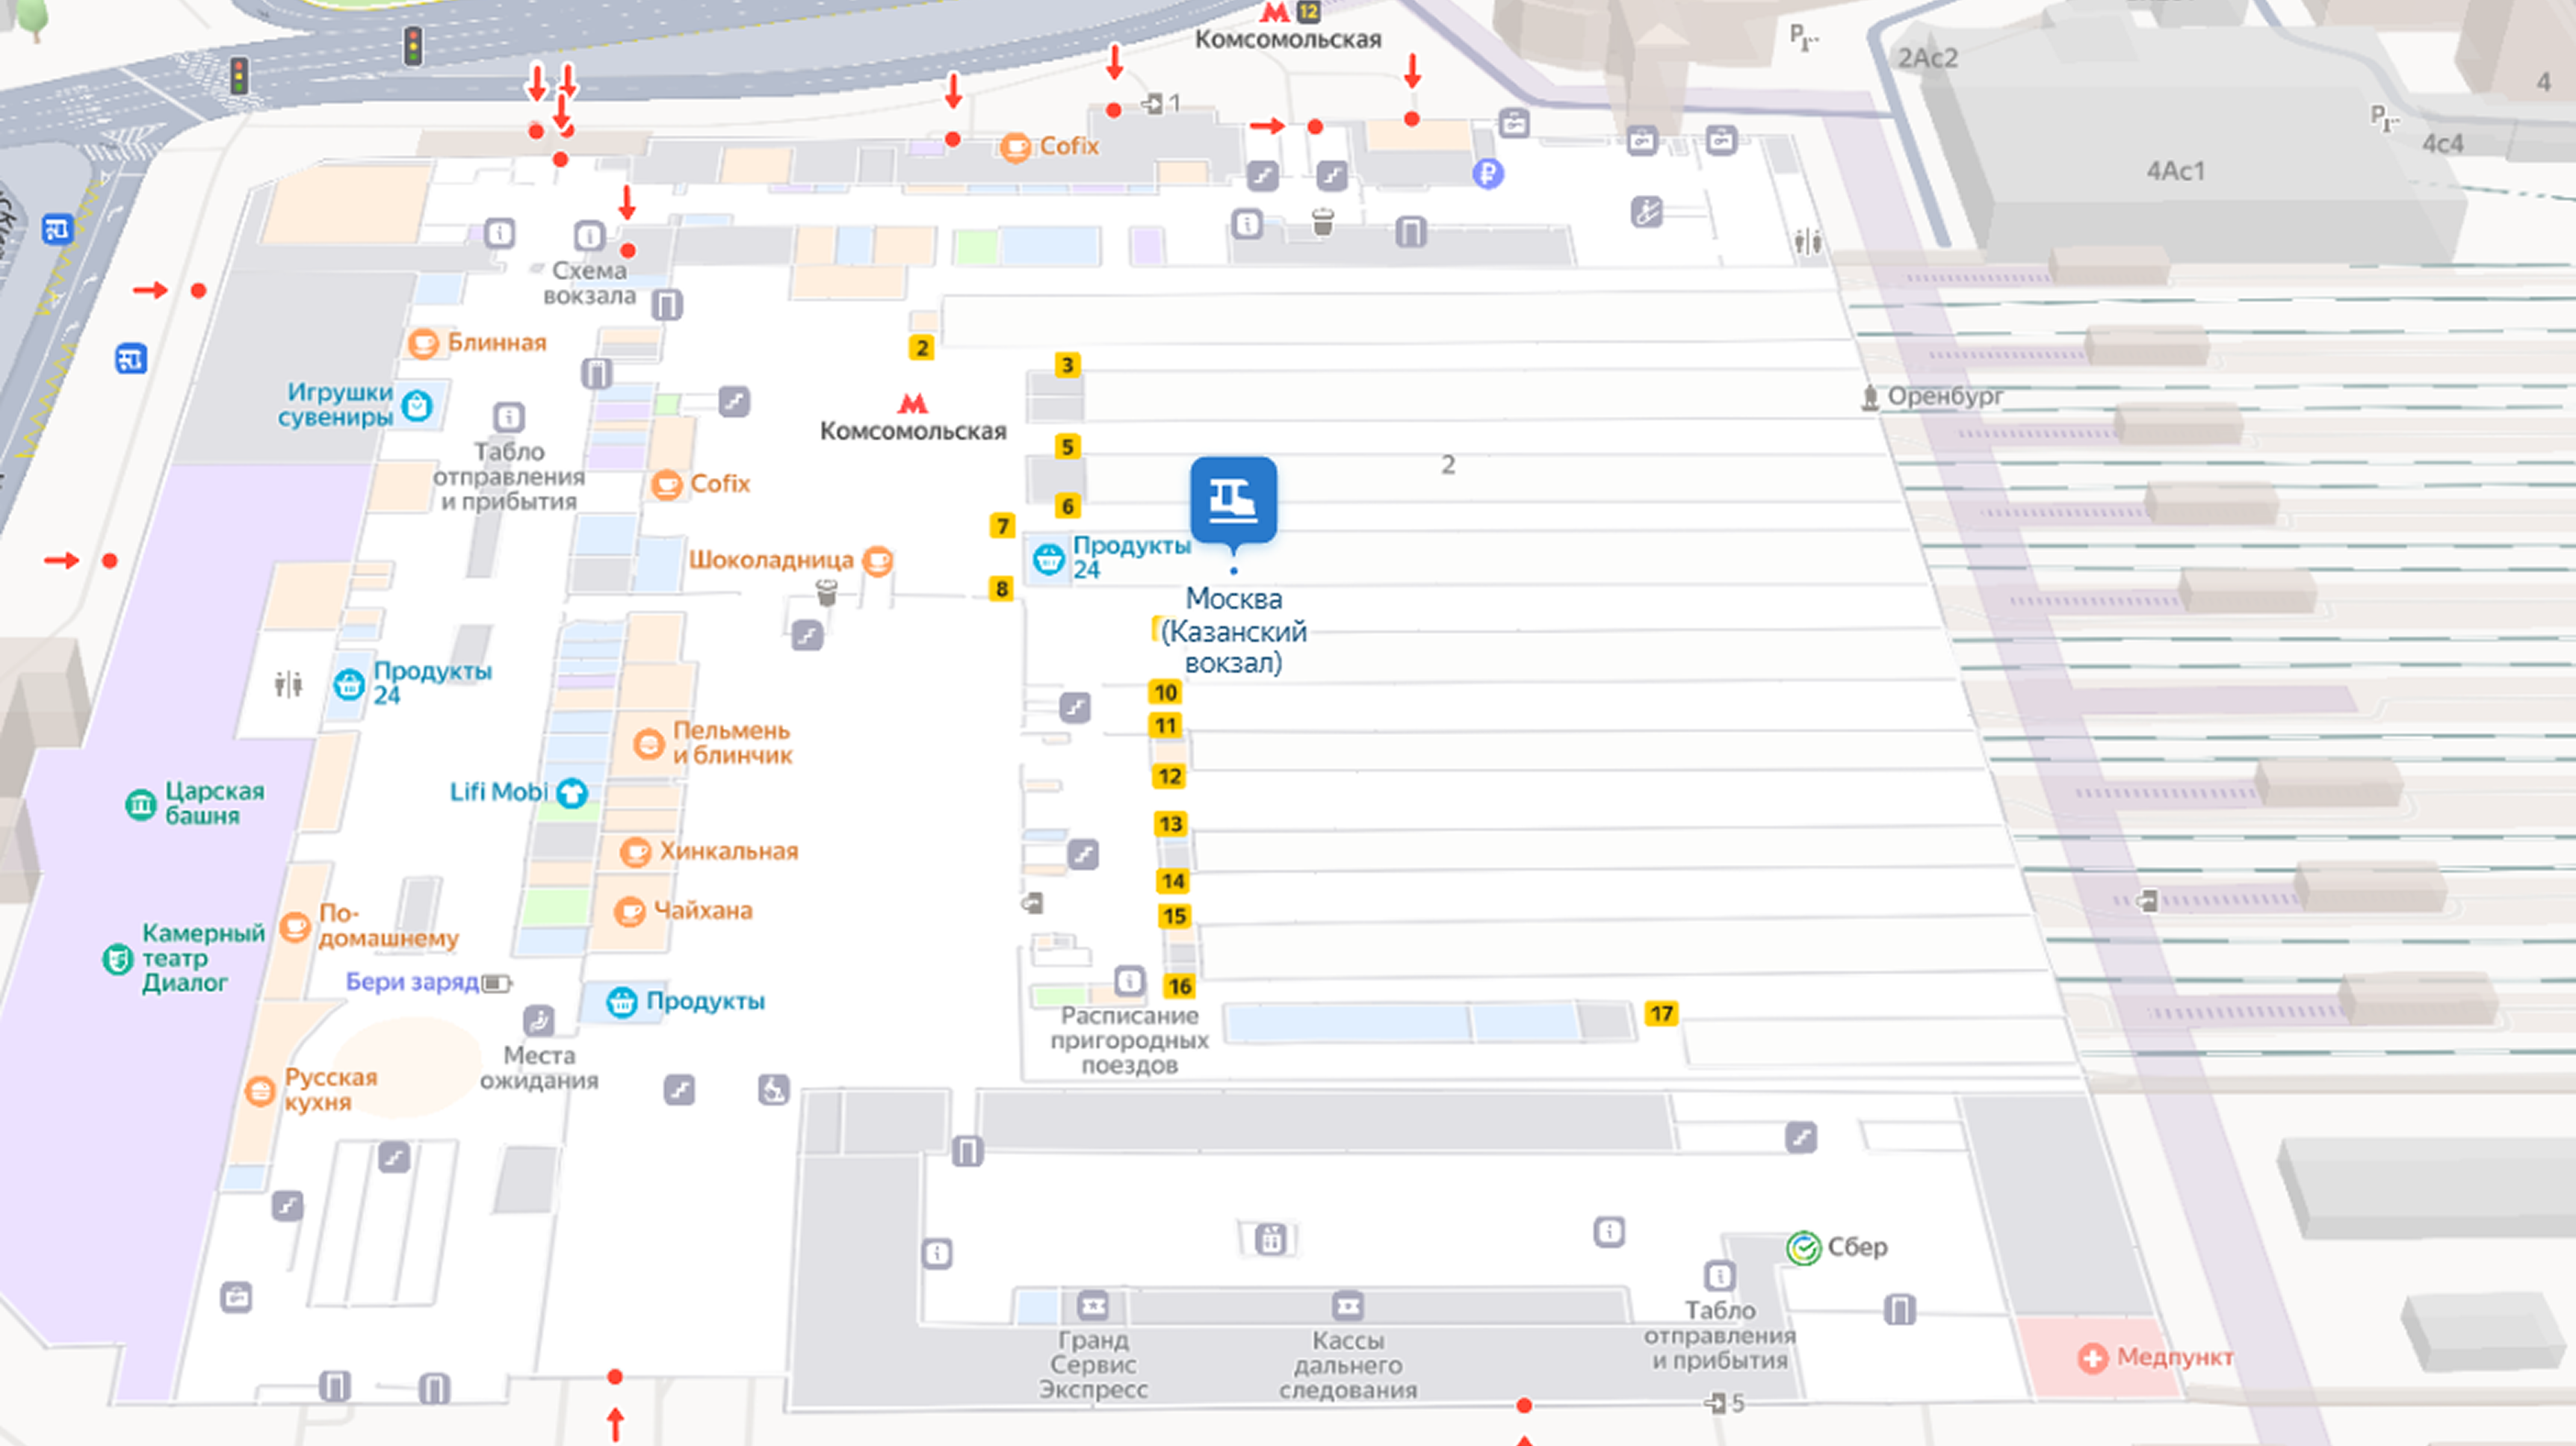 12
Комсомольская
2Ас2
4
4с4
4Ас1
1
Cofix
₽
Схема
вокзала
Блинная
2
3
Игрушки
сувениры
Комсомольская
Оренбург
5
Табло
отправления
и прибытия
2
Cofix
6
7
Шоколадница
Продукты
24
8
Москва
(Казанский
вокзал)
Продукты
24
10
11
Пельмень
и блинчик
12
Царская
башня
Lifi Mobi
13
Хинкальная
14
Чайхана
15
По-
домашнему
Камерный
театр
Диалог
Бери заряд
16
Продукты
17
Расписание
пригородных
поездов
Места
ожидания
Русская
кухня
Сбер
Гранд
Сервис
Экспресс
Кассы
дальнего
следования
Табло
отправления
и прибытия
Медпункт
5